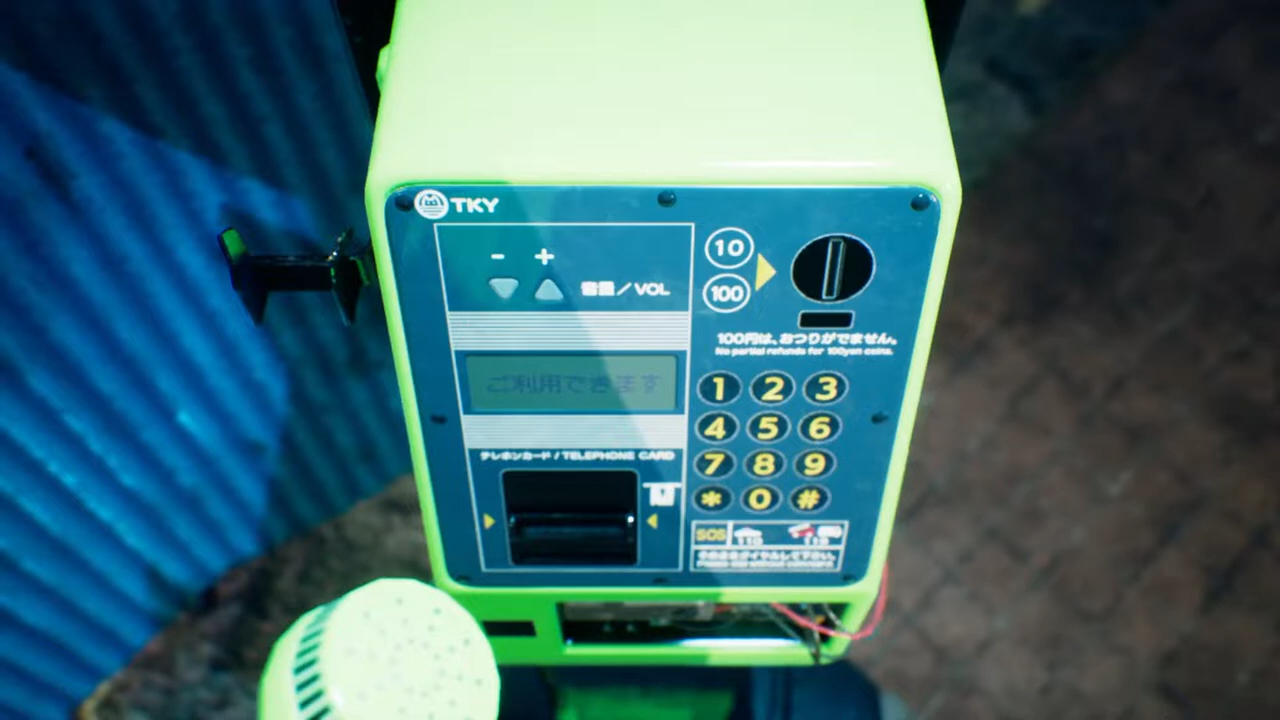 TKY
- +
音量/VOL
10
100
100円は、おつりがでません。
No partial refunds for 100yen coins.
ご利用できます
1 2 3
4 5 6
7 8 9
* 0 #
テレホンカード / TELEPHONE CARD
SOS 110 119